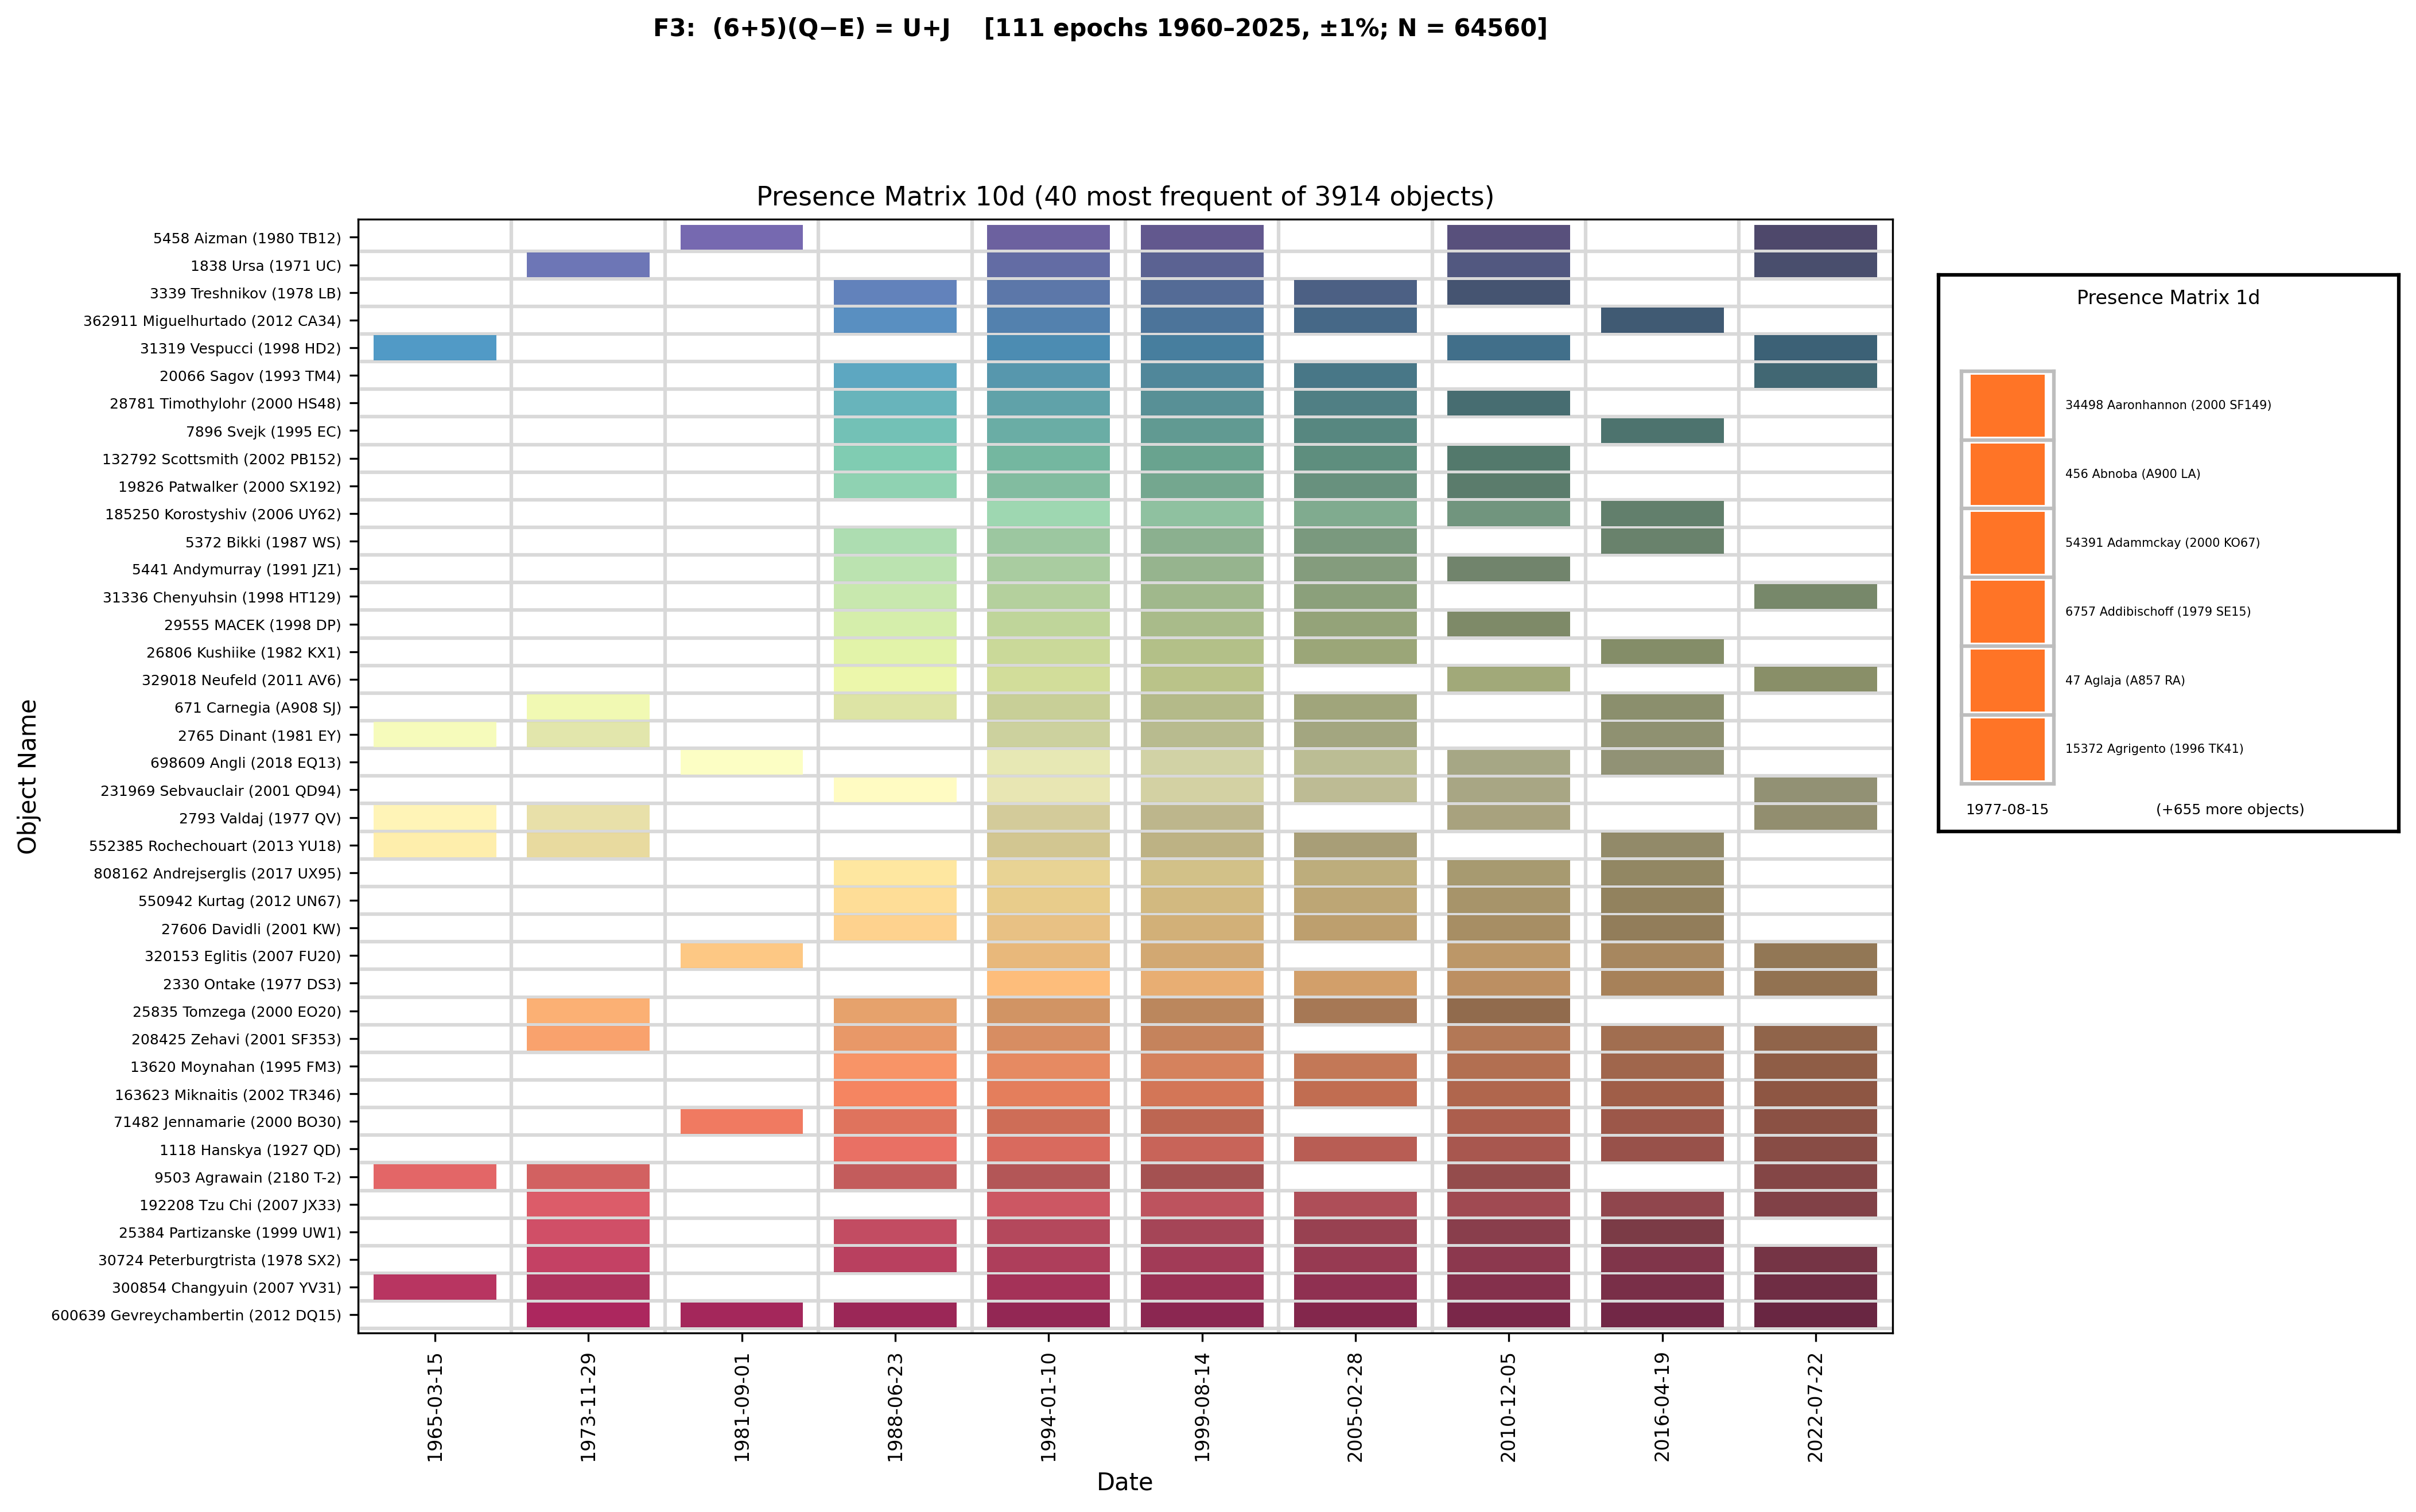 F3:  (6+5)(Q−E) = U+J    [111 epochs 1960–2025, ±1%; N = 64560]
Presence Matrix 10d (40 most frequent of 3914 objects)
Object Name
5458 Aizman (1980 TB12)
1838 Ursa (1971 UC)
3339 Treshnikov (1978 LB)
362911 Miguelhurtado (2012 CA34)
31319 Vespucci (1998 HD2)
20066 Sagov (1993 TM4)
28781 Timothylohr (2000 HS48)
7896 Svejk (1995 EC)
132792 Scottsmith (2002 PB152)
19826 Patwalker (2000 SX192)
185250 Korostyshiv (2006 UY62)
5372 Bikki (1987 WS)
5441 Andymurray (1991 JZ1)
31336 Chenyuhsin (1998 HT129)
29555 MACEK (1998 DP)
26806 Kushiike (1982 KX1)
329018 Neufeld (2011 AV6)
671 Carnegia (A908 SJ)
2765 Dinant (1981 EY)
698609 Angli (2018 EQ13)
231969 Sebvauclair (2001 QD94)
2793 Valdaj (1977 QV)
552385 Rochechouart (2013 YU18)
808162 Andrejserglis (2017 UX95)
550942 Kurtag (2012 UN67)
27606 Davidli (2001 KW)
320153 Eglitis (2007 FU20)
2330 Ontake (1977 DS3)
25835 Tomzega (2000 EO20)
208425 Zehavi (2001 SF353)
13620 Moynahan (1995 FM3)
163623 Miknaitis (2002 TR346)
71482 Jennamarie (2000 BO30)
1118 Hanskya (1927 QD)
9503 Agrawain (2180 T-2)
192208 Tzu Chi (2007 JX33)
25384 Partizanske (1999 UW1)
30724 Peterburgtrista (1978 SX2)
300854 Changyuin (2007 YV31)
600639 Gevreychambertin (2012 DQ15)
1965-03-15
1973-11-29
1981-09-01
1988-06-23
1994-01-10
1999-08-14
2005-02-28
2010-12-05
2016-04-19
2022-07-22
Date
Presence Matrix 1d
34498 Aaronhannon (2000 SF149)
456 Abnoba (A900 LA)
54391 Adammckay (2000 KO67)
6757 Addibischoff (1979 SE15)
47 Aglaja (A857 RA)
15372 Agrigento (1996 TK41)
1977-08-15
(+655 more objects)